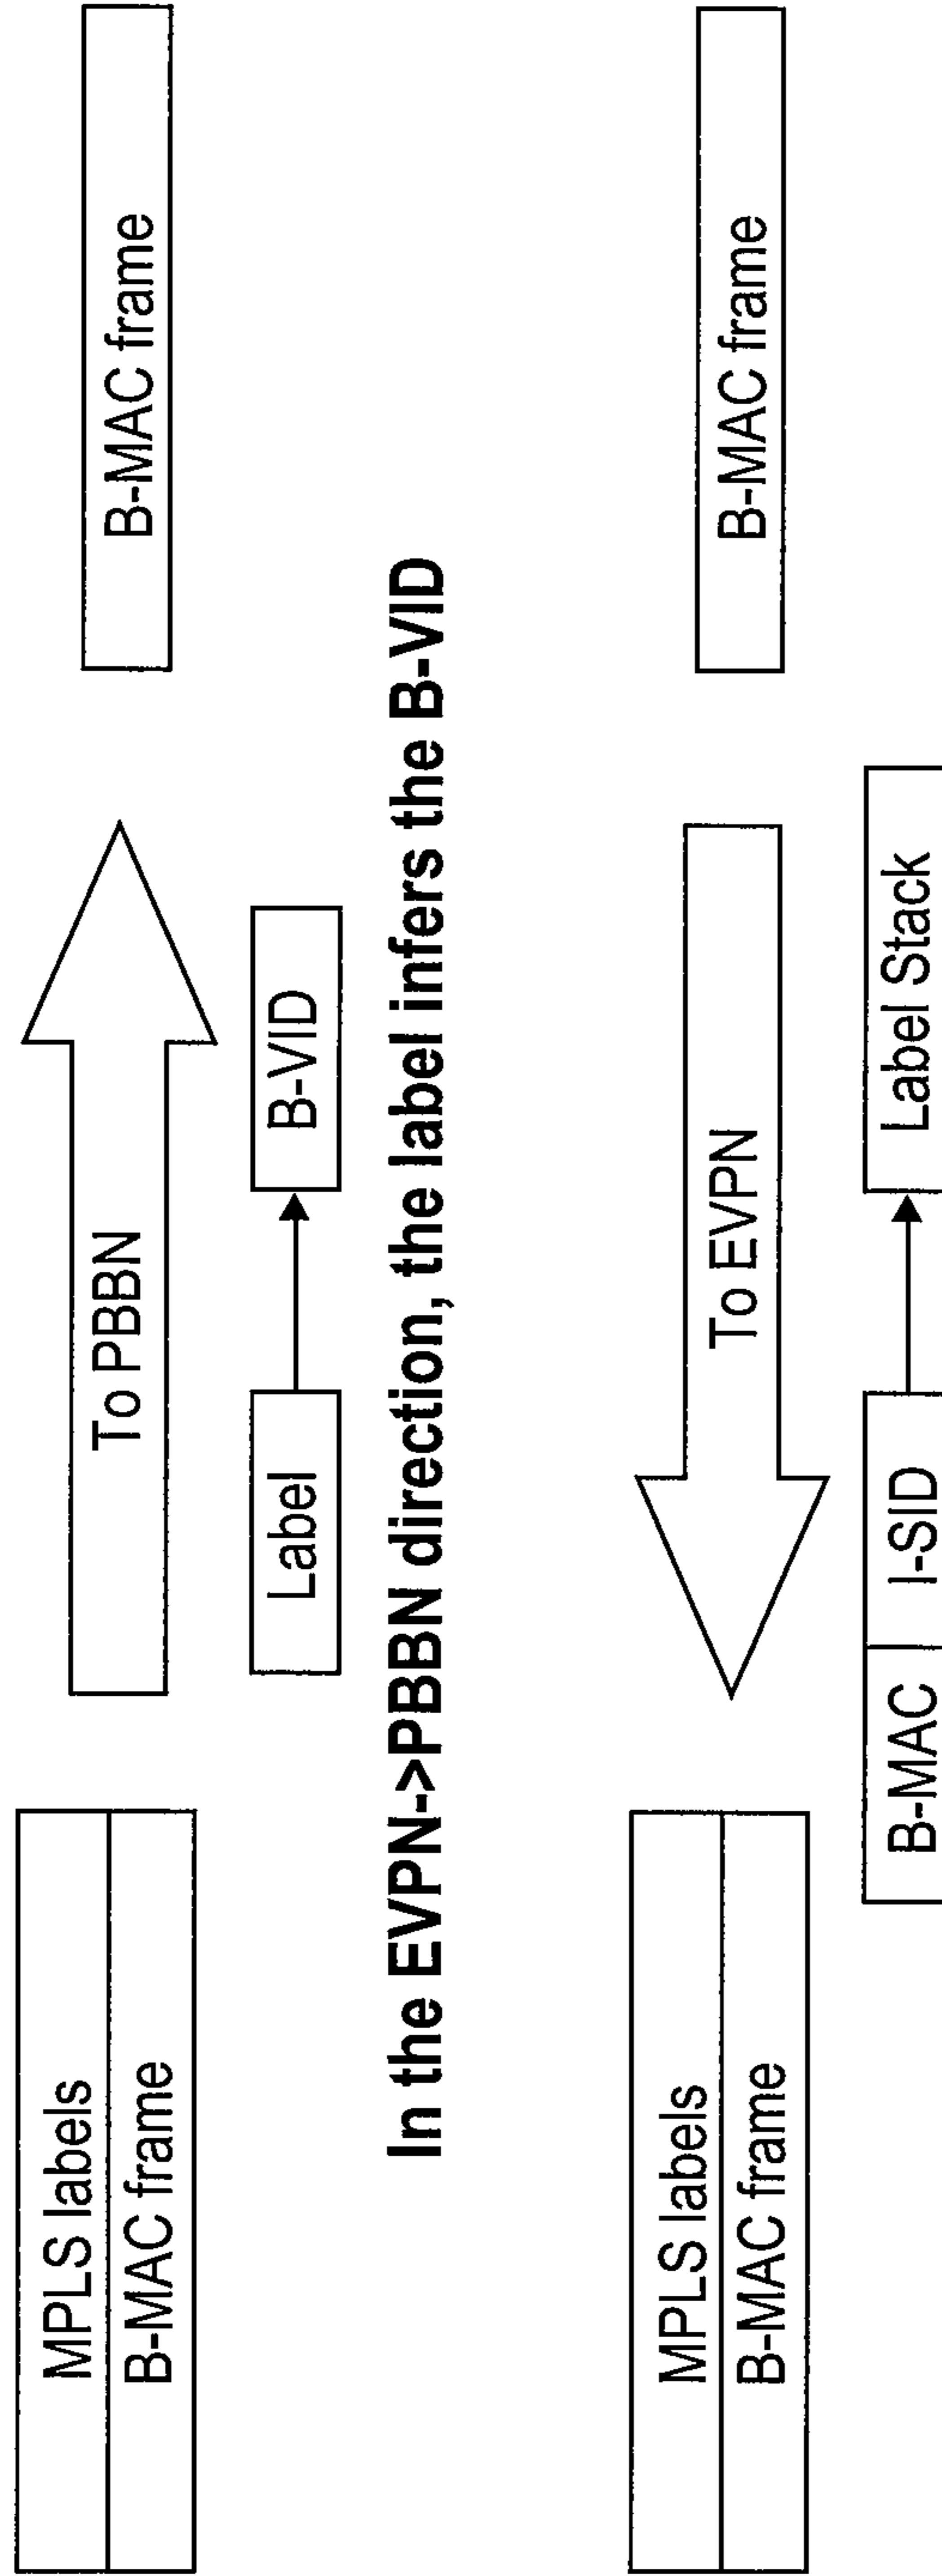 MPLS labels
B-MAC frame
To PBBN
B-MAC frame
Label
B-VID
In the EVPN->PBBN direction, the label infers the B-VID
MPLS labels
B-MAC frame
To EVPN
B-MAC frame
B-MAC
I-SID
Label Stack